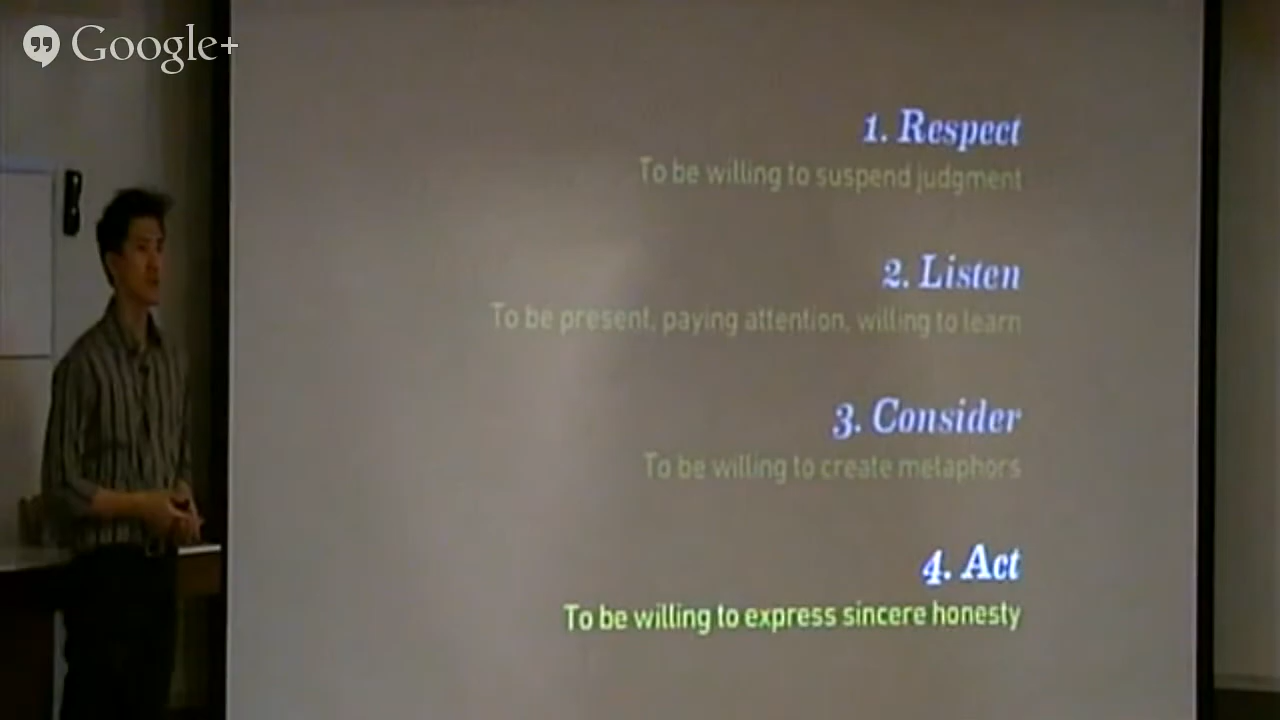 Google+
1. Respect
To be willing to suspend judgment
2. Listen
To be present, paying attention, willing to learn
3. Consider
To be willing to create metaphors
4. Act
To be willing to express sincere honesty